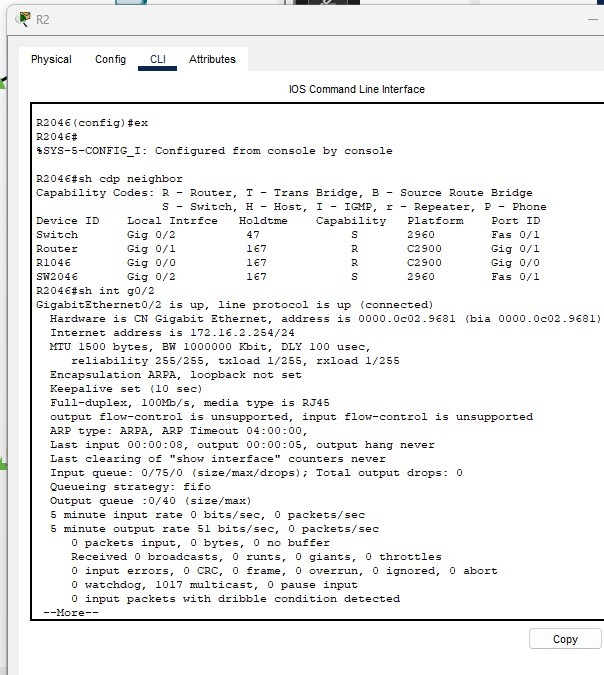 R2
Physical Config CLI Attributes
IOS Command Line Interface
R2046(config)#ex
R2046#
%SYS-5-CONFIG_I: Configured from console by console
R2046#sh cdp neighbor
Capability Codes: R - Router, T - Trans Bridge, B - Source Route Bridge
S - Switch, H - Host, I - IGMP, r - Repeater, P - Phone
Device ID Local Intrfce Holdtme Capability Platform Port ID
Switch Gig 0/2 47 S 2960 Fas 0/1
Router Gig 0/1 167 R C2900 Gig 0/1
R1046 Gig 0/0 167 R C2900 Gig 0/0
SW2046 Gig 0/2 167 S 2960 Fas 0/1
R2046#sh int g0/2
GigabitEthernet0/2 is up, line protocol is up (connected)
Hardware is CN Gigabit Ethernet, address is 0000.0c02.9681 (bia 0000.0c02.9681)
Internet address is 172.16.2.254/24
MTU 1500 bytes, BW 1000000 Kbit, DLY 100 usec,
reliability 255/255, txload 1/255, rxload 1/255
Encapsulation ARPA, loopback not set
Keepalive set (10 sec)
Full-duplex, 100Mb/s, media type is RJ45
output flow-control is unsupported, input flow-control is unsupported
ARP type: ARPA, ARP Timeout 04:00:00,
Last input 00:00:08, output 00:00:05, output hang never
Last clearing of "show interface" counters never
Input queue: 0/75/0 (size/max/drops); Total output drops: 0
Queueing strategy: fifo
Output queue :0/40 (size/max)
5 minute input rate 0 bits/sec, 0 packets/sec
5 minute output rate 51 bits/sec, 0 packets/sec
0 packets input, 0 bytes, 0 no buffer
Received 0 broadcasts, 0 runts, 0 giants, 0 throttles
0 input errors, 0 CRC, 0 frame, 0 overrun, 0 ignored, 0 abort
0 watchdog, 1017 multicast, 0 pause input
0 input packets with dribble condition detected
--More--
Copy